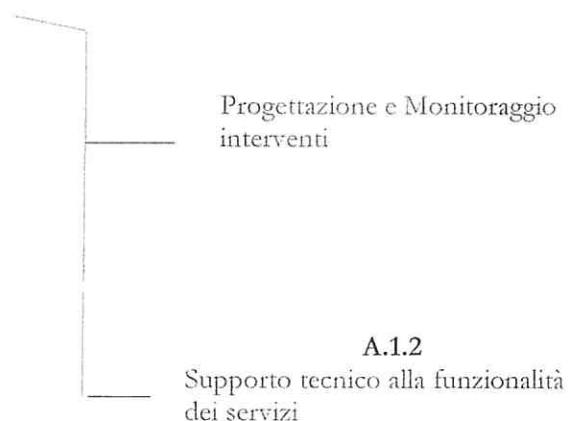 Progettazione e Monitoraggio
interventi
A.1.2
Supporto tecnico alla funzionalità
dei servizi